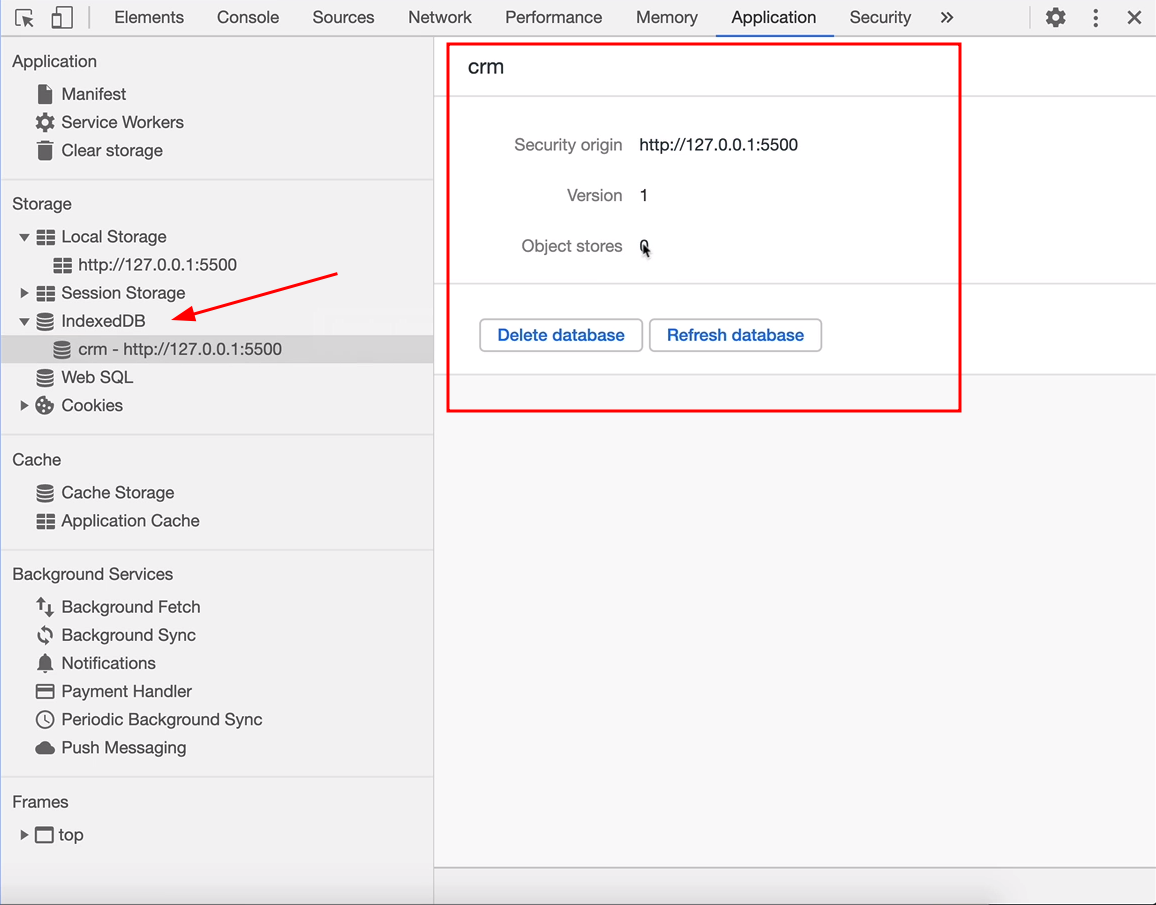 Elements Console Sources Network Performance Memory Application Security »
Application
Manifest
Service Workers
Clear storage
Storage
Local Storage
http://127.0.0.1:5500
Session Storage
IndexedDB
crm - http://127.0.0.1:5500
Web SQL
Cookies
Cache
Cache Storage
Application Cache
Background Services
Background Fetch
Background Sync
Notifications
Payment Handler
Periodic Background Sync
Push Messaging
Frames
top
crm
Security origin http://127.0.0.1:5500
Version 1
Object stores 0
Delete database Refresh database